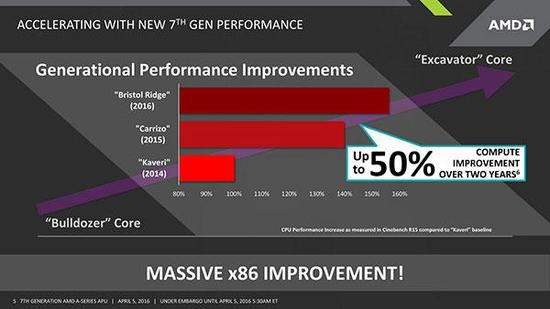 ACCELERATING WITH NEW 7TH GEN PERFORMANCE
AMD
Generational Performance Improvements
“Excavator” Core
"Bristol Ridge"
(2016)
"Carrizo"
(2015)
"Kaveri"
(2014)
Up to 50%
COMPUTE
IMPROVEMENT
OVER TWO YEARS6
80% 90% 100% 110% 120% 130% 140% 150% 160%
“Bulldozer” Core
CPU Performance Increase as measured in Cinebench R15 compared to “Kaveri” baseline
MASSIVE x86 IMPROVEMENT!
5 7TH GENERATION AMD A-SERIES APU | APRIL 5, 2016 | UNDER EMBARGO UNTIL APRIL 5, 2016 5:30AM ET